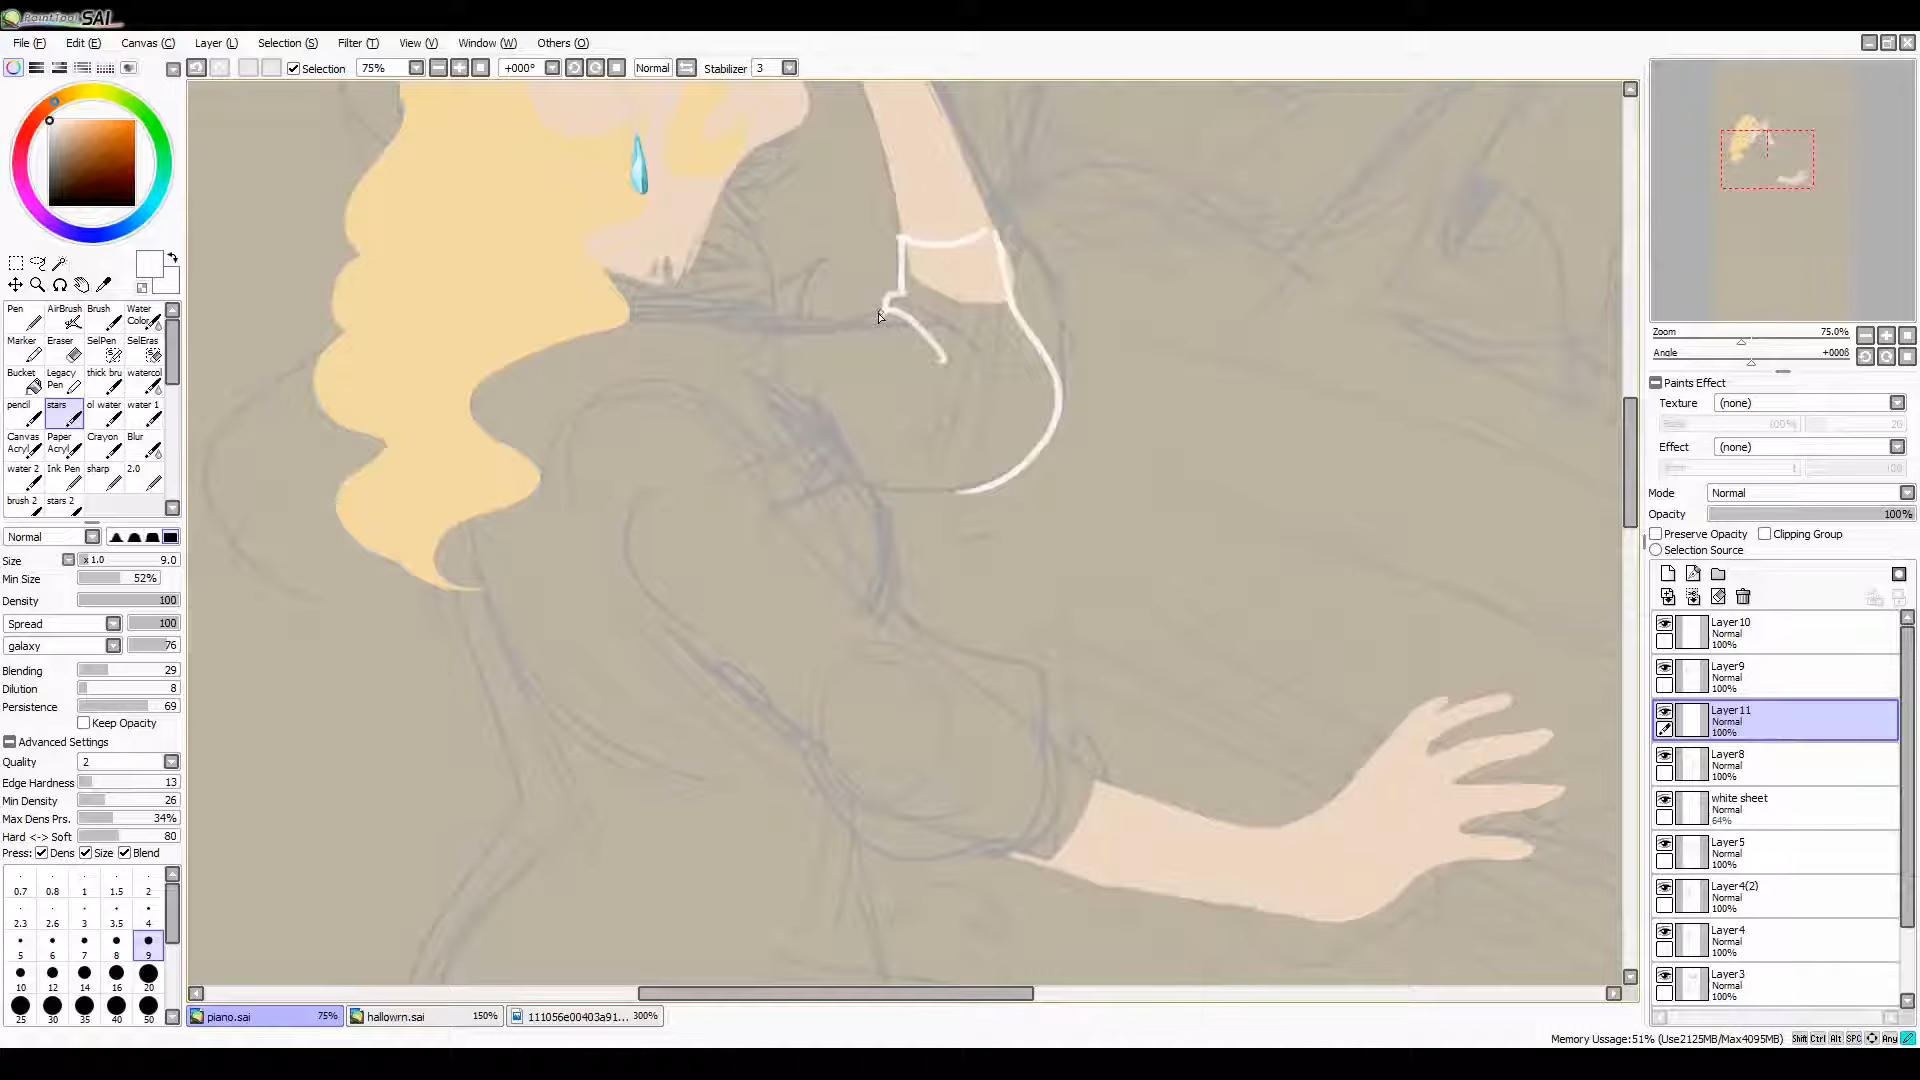 PaintTool SAI
File (F) Edit (E) Canvas (C) Layer (L) Selection (S) Filter (T) View (V) Window (W) Others (O)
Selection 75% +000° Normal Stabilizer 3
Pen AirBrush Brush Water Color
Marker Eraser SelPen SelEras
Bucket Legacy Pen thick bru watercol
pencil stars ol water water 1
Canvas Acryl Paper Acryl Crayon Blur
water 2 Ink Pen sharp 2.0
brush 2 stars 2
Normal
Size x 1.0 9.0
Min Size 52%
Density 100
Spread 100
galaxy 76
Blending 29
Dilution 8
Persistence 69
Keep Opacity
Advanced Settings
Quality 2
Edge Hardness 13
Min Density 26
Max Dens Prs. 34%
Hard <-> Soft 80
Press: Dens Size Blend
0.7 0.8 1 1.5 2
2.3 2.6 3 3.5 4
5 6 7 8 9
10 12 14 16 20
25 30 35 40 50
piano.sai 75% hallowrn.sai 150% 111056e00403a91... 300%
Zoom 75.0%
Angle
Paints Effect
Texture (none)
100% 20
Effect (none)
100
Mode Normal
Opacity 100%
Preserve Opacity Clipping Group
Selection Source
Layer10
Normal
100%
Layer9
Normal
100%
Layer11
Normal
100%
Layer8
Normal
100%
white sheet
Normal
64%
Layer5
Normal
100%
Layer4(2)
Normal
100%
Layer4
Normal
100%
Layer3
Normal
100%
Memory Ussage:51% (Use2125MB/Max4095MB) Shift Ctrl Alt SPC Any